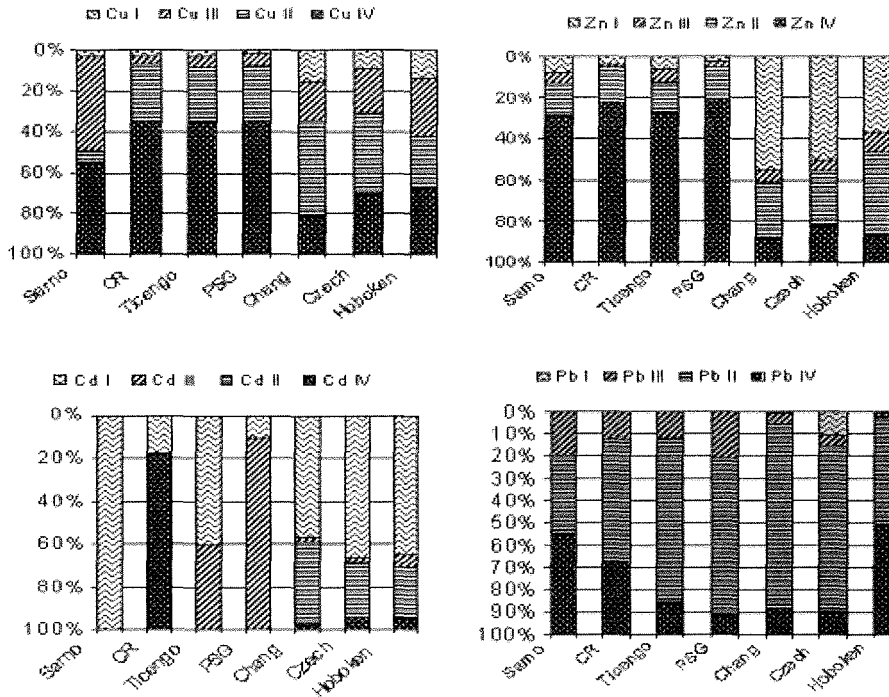 Cu I Cu III Cu II Cu IV
0%
20%
40%
60%
80%
100%
Sarno
CR
Ticengo
PSG
Chang
Czech
Hoboken
Zn I Zn III Zn II Zn IV
0%
20%
40%
60%
80%
100%
Sarno
CR
Ticengo
PSG
Chang
Czech
Hoboken
Cd I Cd III Cd II Cd IV
0%
20%
40%
60%
80%
100%
Sarno
CR
Ticengo
PSG
Chang
Czech
Hoboken
Pb I Pb III Pb II Pb IV
0%
10%
20%
30%
40%
50%
60%
70%
80%
90%
100%
Sarno
CR
Ticengo
PSG
Chang
Czech
Hoboken